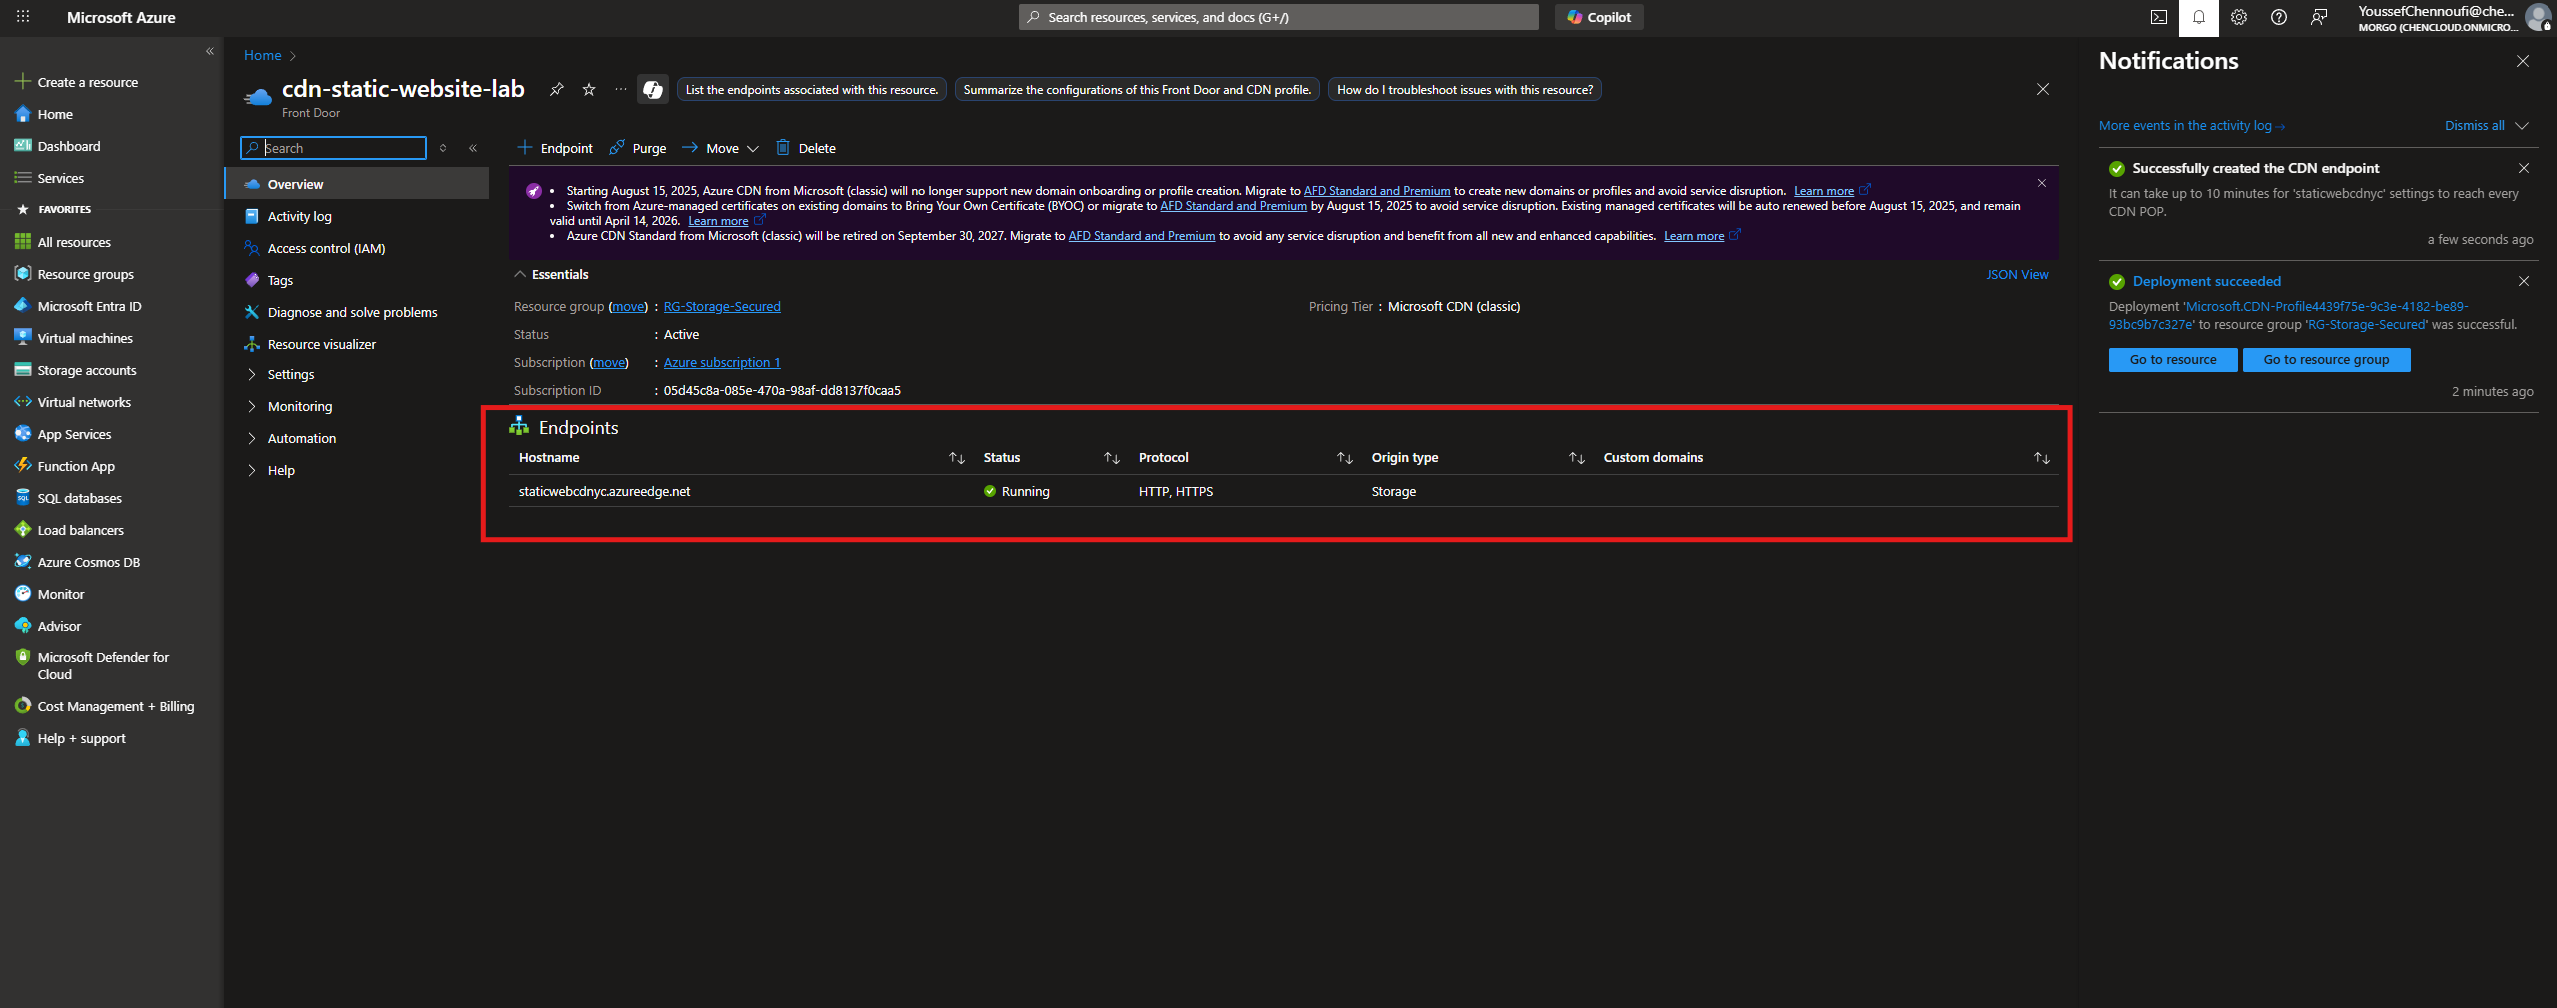 Microsoft Azure
Search resources, services, and docs (G+/)
Copilot
YoussefChennoufi@che...
MORGO (CHENCLOUD.ONMICRO...
Create a resource
Home
Dashboard
Services
FAVORITES
All resources
Resource groups
Microsoft Entra ID
Virtual machines
Storage accounts
Virtual networks
App Services
Function App
SQL databases
Load balancers
Azure Cosmos DB
Monitor
Advisor
Microsoft Defender for
Cloud
Cost Management + Billing
Help + support
Home
cdn-static-website-lab
Front Door
List the endpoints associated with this resource.
Summarize the configurations of this Front Door and CDN profile.
How do I troubleshoot issues with this resource?
Search
Overview
Activity log
Access control (IAM)
Tags
Diagnose and solve problems
Resource visualizer
Settings
Monitoring
Automation
Help
Endpoint
Purge
Move
Delete
• Starting August 15, 2025, Azure CDN from Microsoft (classic) will no longer support new domain onboarding or profile creation. Migrate to AFD Standard and Premium to create new domains or profiles and avoid service disruption. Learn more
• Switch from Azure-managed certificates on existing domains to Bring Your Own Certificate (BYOC) or migrate to AFD Standard and Premium by August 15, 2025 to avoid service disruption. Existing managed certificates will be auto renewed before August 15, 2025, and remain
valid until April 14, 2026. Learn more
• Azure CDN Standard from Microsoft (classic) will be retired on September 30, 2027. Migrate to AFD Standard and Premium to avoid any service disruption and benefit from all new and enhanced capabilities. Learn more
Essentials
JSON View
Resource group (move) : RG-Storage-Secured
Pricing Tier : Microsoft CDN (classic)
Status : Active
Subscription (move) : Azure subscription 1
Subscription ID : 05d45c8a-085e-470a-98af-dd8137f0caa5
Endpoints
Hostname Status Protocol Origin type Custom domains
staticwebcdnyc.azureedge.net Running HTTP, HTTPS Storage
Notifications
More events in the activity log →
Dismiss all
Successfully created the CDN endpoint
It can take up to 10 minutes for 'staticwebcdnyc' settings to reach every
CDN POP.
a few seconds ago
Deployment succeeded
Deployment 'Microsoft.CDN-Profile4439f75e-9c3e-4182-be89-
93bc9b7c327e' to resource group 'RG-Storage-Secured' was successful.
Go to resource
Go to resource group
2 minutes ago